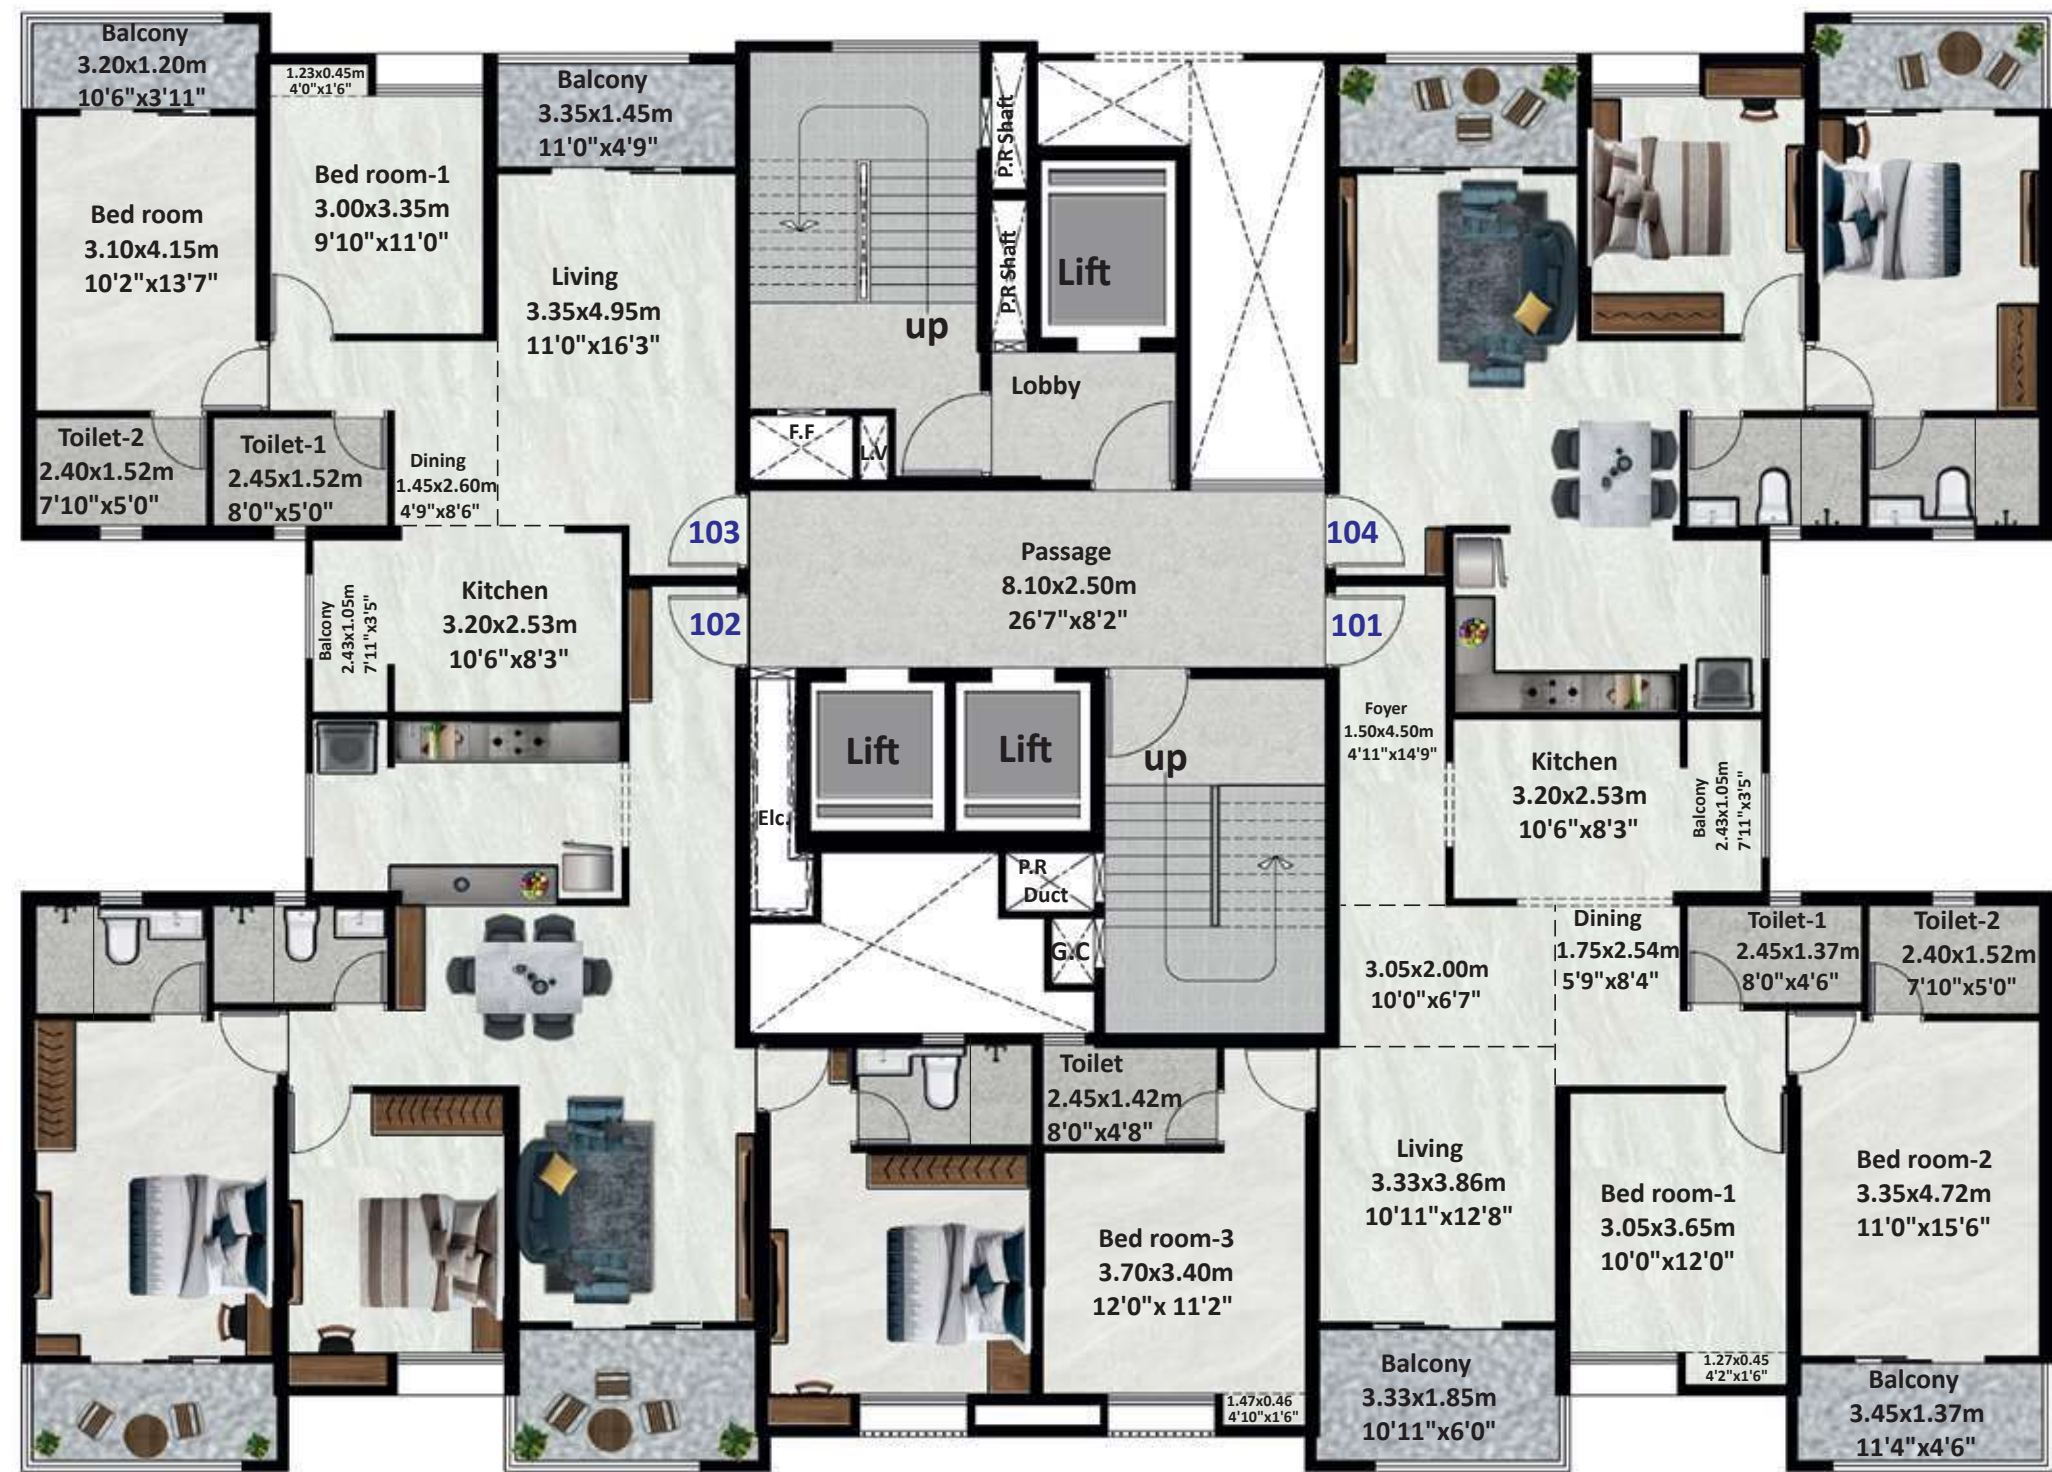 Balcony
3.20x1.20m
10'6"x3'11"
1.23x0.45m
4'0"x1'6"
Balcony
3.35x1.45m
11'0"x4'9"
Bed room
3.10x4.15m
10'2"x13'7"
Bed room-1
3.00x3.35m
9'10"x11'0"
Living
3.35x4.95m
11'0"x16'3"
P.R Shaft
P.R Shaft
Lift
up
Lobby
F.F
L.V
Toilet-2
2.40x1.52m
7'10"x5'0"
Toilet-1
2.45x1.52m
8'0"x5'0"
Dining
1.45x2.60m
4'9"x8'6"
103
104
Passage
8.10x2.50m
26'7"x8'2"
102
101
Balcony
2.43x1.05m
7'11"x3'5"
Kitchen
3.20x2.53m
10'6"x8'3"
Lift
Lift
up
Elc.
P.R
Duct
G.C
Foyer
1.50x4.50m
4'11"x14'9"
Kitchen
3.20x2.53m
10'6"x8'3"
Balcony
2.43x1.05m
7'11"x3'5"
3.05x2.00m
10'0"x6'7"
Dining
1.75x2.54m
5'9"x8'4"
Toilet-1
2.45x1.37m
8'0"x4'6"
Toilet-2
2.40x1.52m
7'10"x5'0"
Toilet
2.45x1.42m
8'0"x4'8"
Bed room-3
3.70x3.40m
12'0"x 11'2"
Living
3.33x3.86m
10'11"x12'8"
Bed room-1
3.05x3.65m
10'0"x12'0"
Bed room-2
3.35x4.72m
11'0"x15'6"
1.47x0.46
4'10"x1'6"
Balcony
3.33x1.85m
10'11"x6'0"
1.27x0.45
4'2"x1'6"
Balcony
3.45x1.37m
11'4"x4'6"